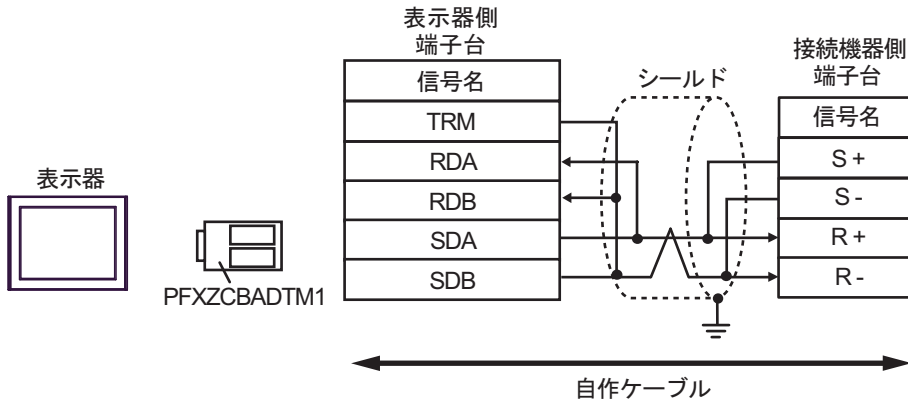 表示器
PFXZCBADTM1
表示器側
端子台
信号名
TRM
RDA
RDB
SDA
SDB
シールド
接続機器側
端子台
信号名
S +
S -
R +
R -
自作ケーブル